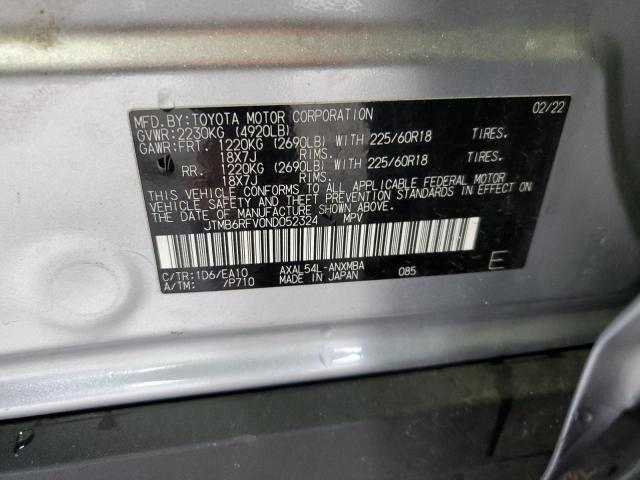 MFD.BY:TOYOTA MOTOR CORPORATION 02/22
GVWR:2230KG (4920LB)
GAWR:FRT. 1220KG (2690LB) WITH 225/60R18 TIRES.
18X7J RIMS.
RR. 1220KG (2690LB) WITH 225/60R18 TIRES.
18X7J RIMS.
THIS VEHICLE CONFORMS TO ALL APPLICABLE FEDERAL MOTOR
VEHICLE SAFETY AND THEFT PREVENTION STANDARDS IN EFFECT ON
THE DATE OF MANUFACTURE SHOWN ABOVE.
JTMB6RFV0ND052324 MPV
C/TR:1D6/EA10 AXAL54L-ANXMBA 085 E
A/TM: /P710 MADE IN JAPAN
P